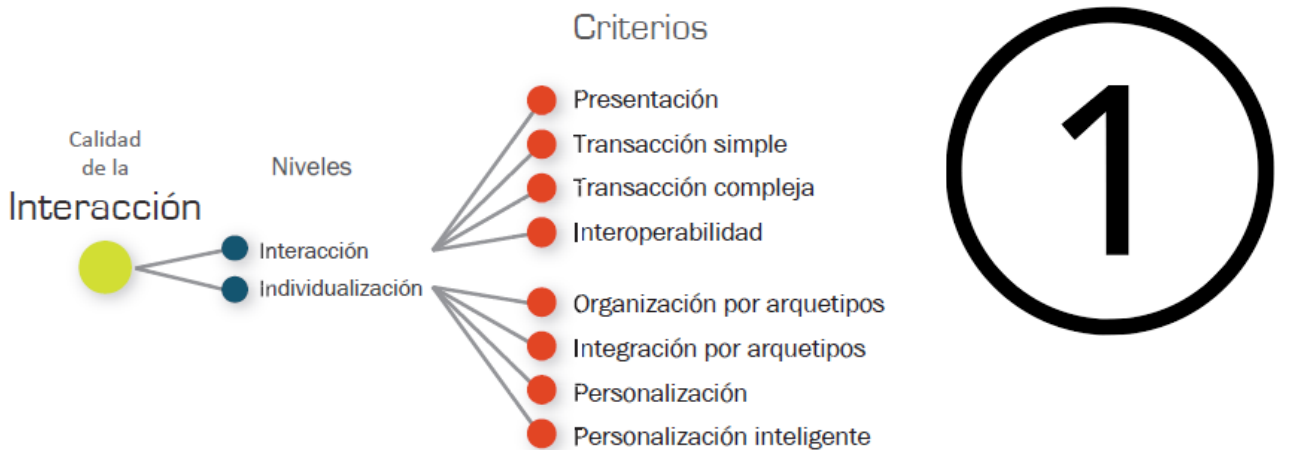 Criterios
Calidad
de la
Interacción
Niveles
Interacción
Individualización
Presentación
Transacción simple
Transacción compleja
Interoperabilidad
Organización por arquetipos
Integración por arquetipos
Personalización
Personalización inteligente
1